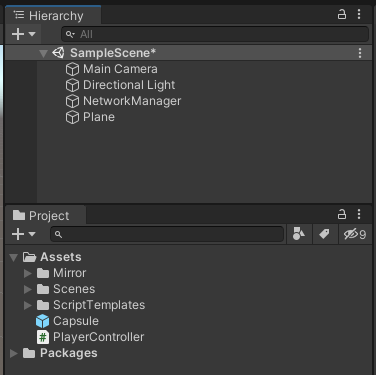 Hierarchy
All
SampleScene*
Main Camera
Directional Light
NetworkManager
Plane
Project
9
Assets
Mirror
Scenes
ScriptTemplates
Capsule
PlayerController
Packages